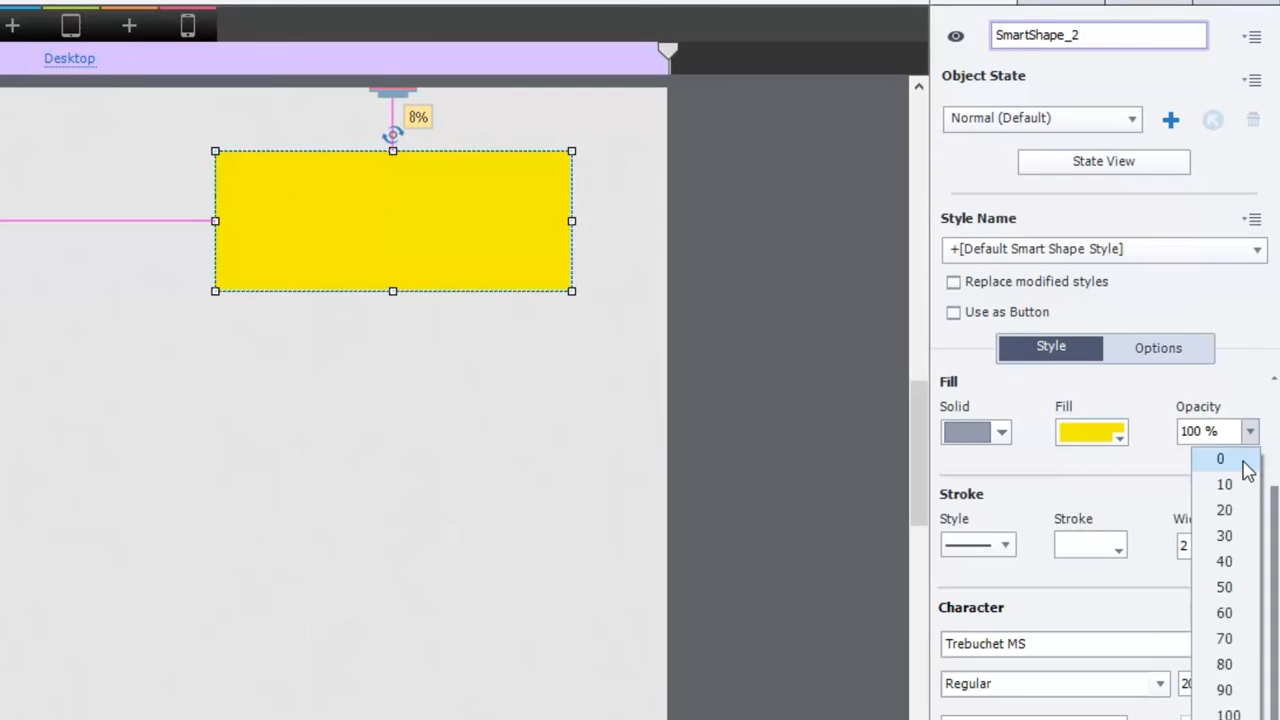 SmartShape_2
Desktop
Object State
8%
Normal (Default)
State View
Style Name
+[Default Smart Shape Style]
Replace modified styles
Use as Button
Style
Options
Fill
Solid
Fill
Opacity
100 %
0
10
Stroke
20
Style
Stroke
30
2
40
50
Character
60
70
Trebuchet MS
80
Regular
90
100